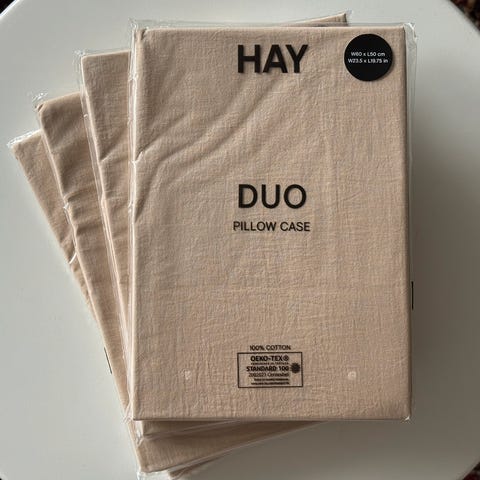 HAY
W60 x L50 cm
W23.5 x L19.75 in
DUO
PILLOW CASE
100% COTTON
OEKO-TEX®
STANDARD 100